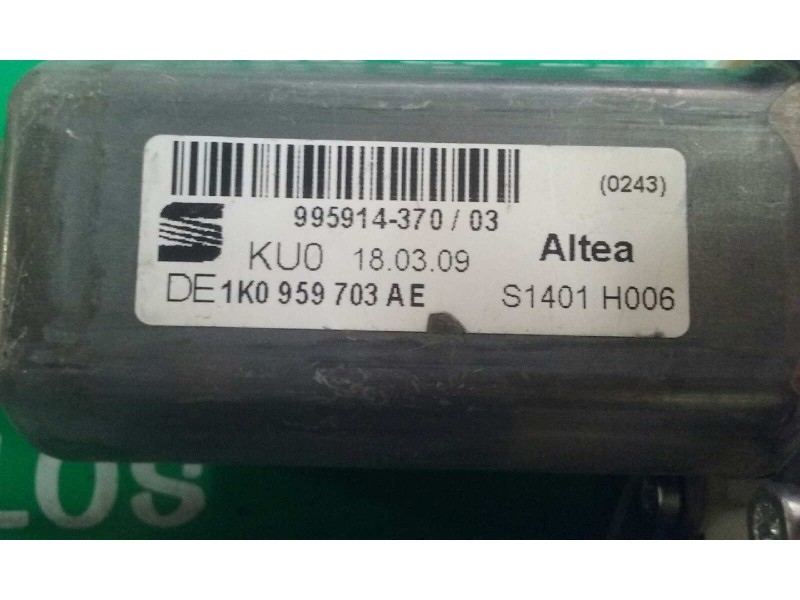 (0243)
995914-370 / 03
KU0 18.03.09 Altea
DE 1K0 959 703 AE S1401 H006
LOS